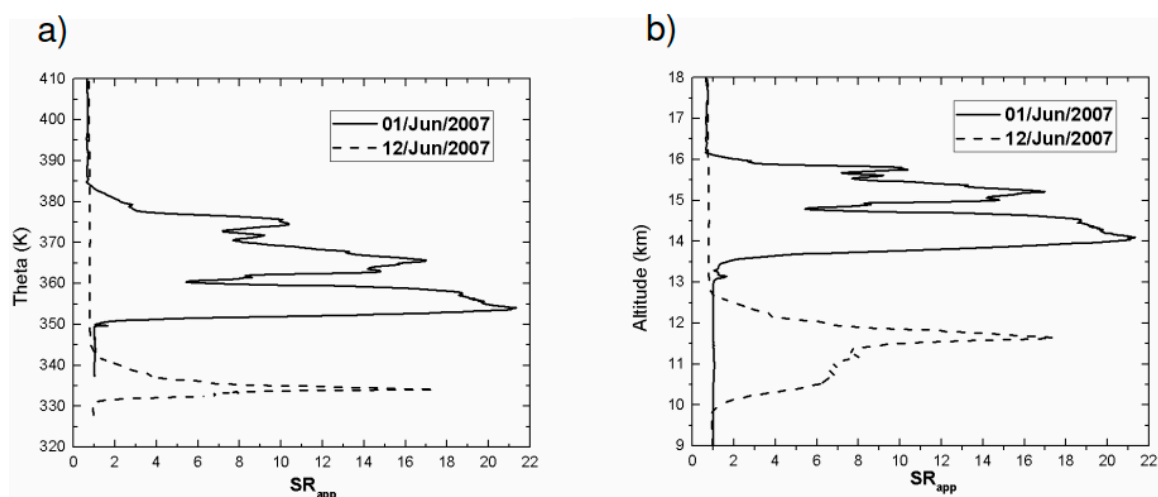 a)
410
400
390
380
370
360
350
340
330
320
Theta (K)
01/Jun/2007
12/Jun/2007
0 2 4 6 8 10 12 14 16 18 20 22
SRapp
b)
18
17
16
15
14
13
12
11
10
9
Altitude (km)
01/Jun/2007
12/Jun/2007
0 2 4 6 8 10 12 14 16 18 20 22
SRapp